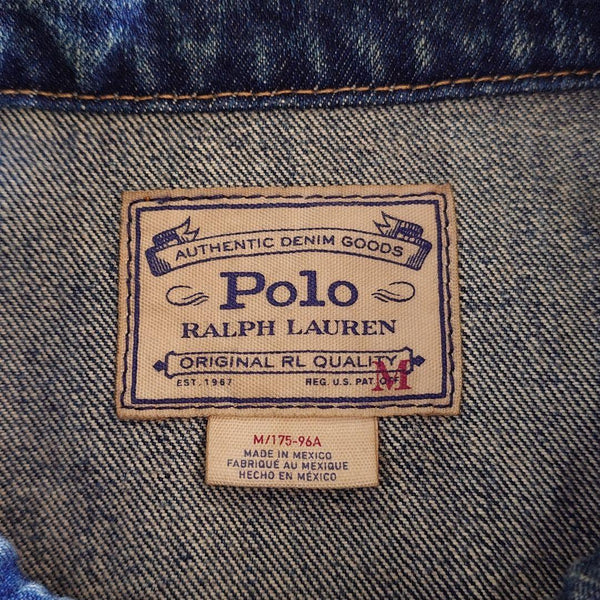 AUTHENTIC DENIM GOODS
Polo
RALPH LAUREN
ORIGINAL RL QUALITY
EST. 1967 REG. U.S. PAT. OFF.
M
M/175-96A
MADE IN MEXICO
FABRIQUÉ AU MEXIQUE
HECHO EN MÉXICO